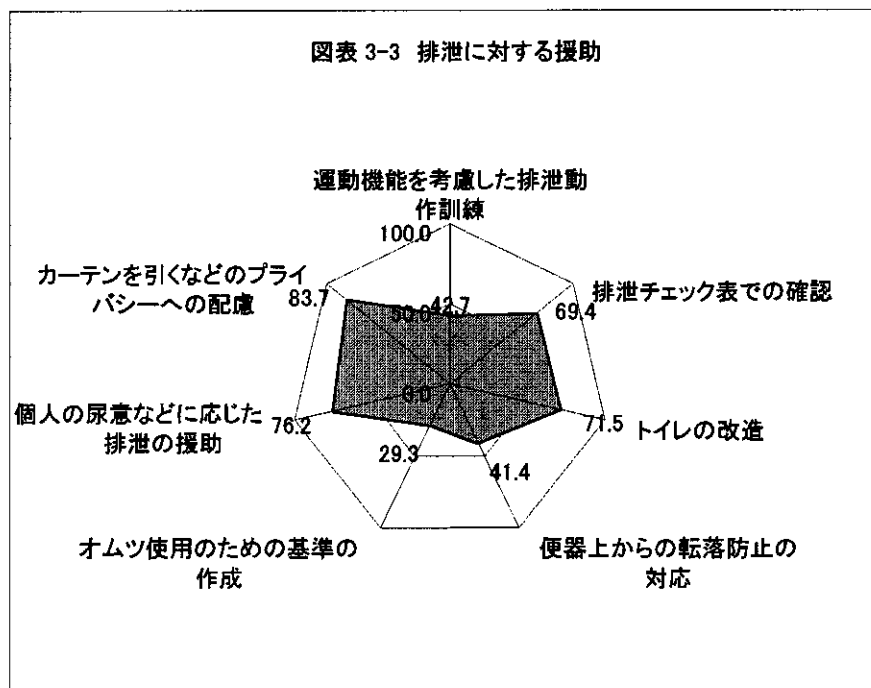 図表 3-3 排泄に対する援助
運動機能を考慮した排泄動
作訓練
100.0
カーテンを引くなどのプライ
バシーへの配慮
83.7
42.7
50.0
排泄チェック表での確認
69.4
0.0
個人の尿意などに応じた
排泄の援助
76.2
トイレの改造
71.5
29.3
41.4
オムツ使用のための基準の
作成
便器上からの転落防止の
対応